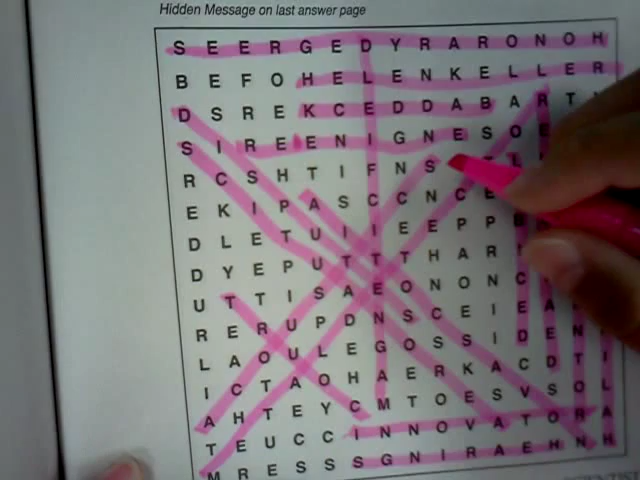 Hidden Message on last answer page
S E E R G E D Y R A R O N O H
B E F O H E L E N K E L L E R
D S R E K C E D D A B A R T
S I R E E N I G N E S O E
R C S H T I F N S
E K I P A S C C N C E
D L E T U I I E E P P
D Y E P U T T T H A R
U T T I S A E O N O N C
R E R U P D N S C E I E A
L A O U L E G O S S I D E N
I C T A O H A E R K A C D T I
A H T E Y C M T O E S V S O L
T E U C C I N N O V A T O R A
M R E S S S G N I R A E H N H